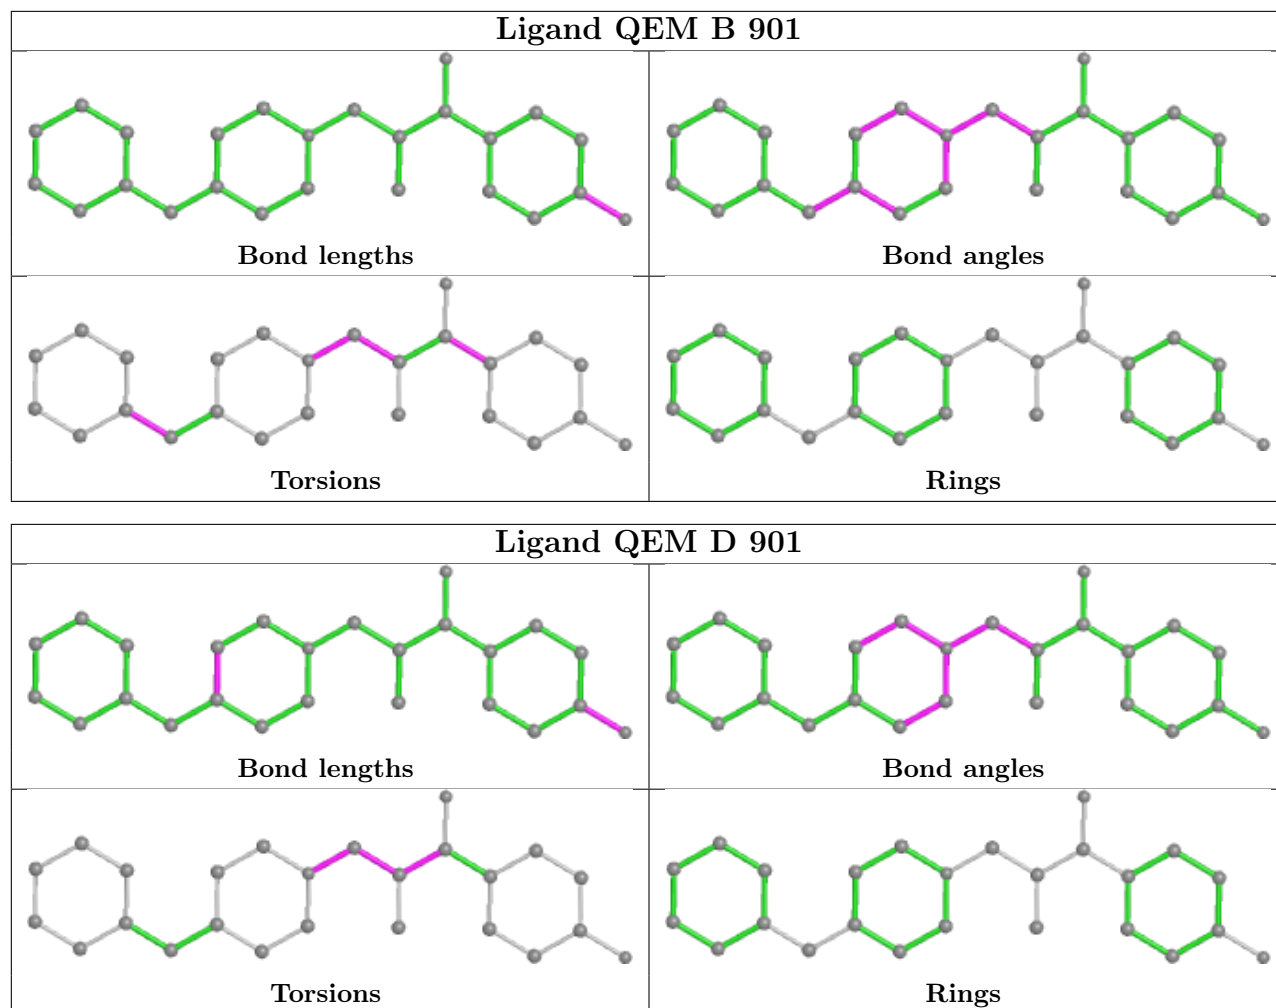 Ligand QEM B 901
Bond lengths
Bond angles
Torsions
Rings
Ligand QEM D 901
Bond lengths
Bond angles
Torsions
Rings